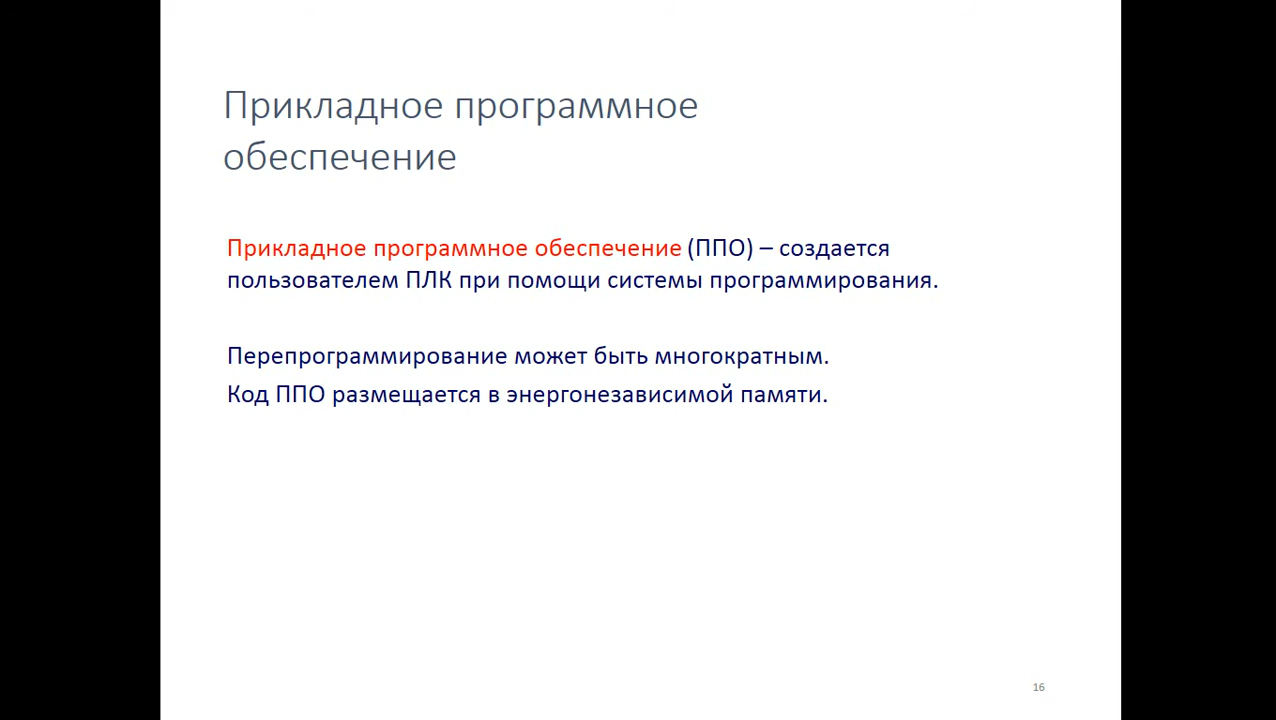 Прикладное программное
обеспечение
Прикладное программное обеспечение (ППО) – создается
пользователем ПЛК при помощи системы программирования.
Перепрограммирование может быть многократным.
Код ППО размещается в энергонезависимой памяти.
16